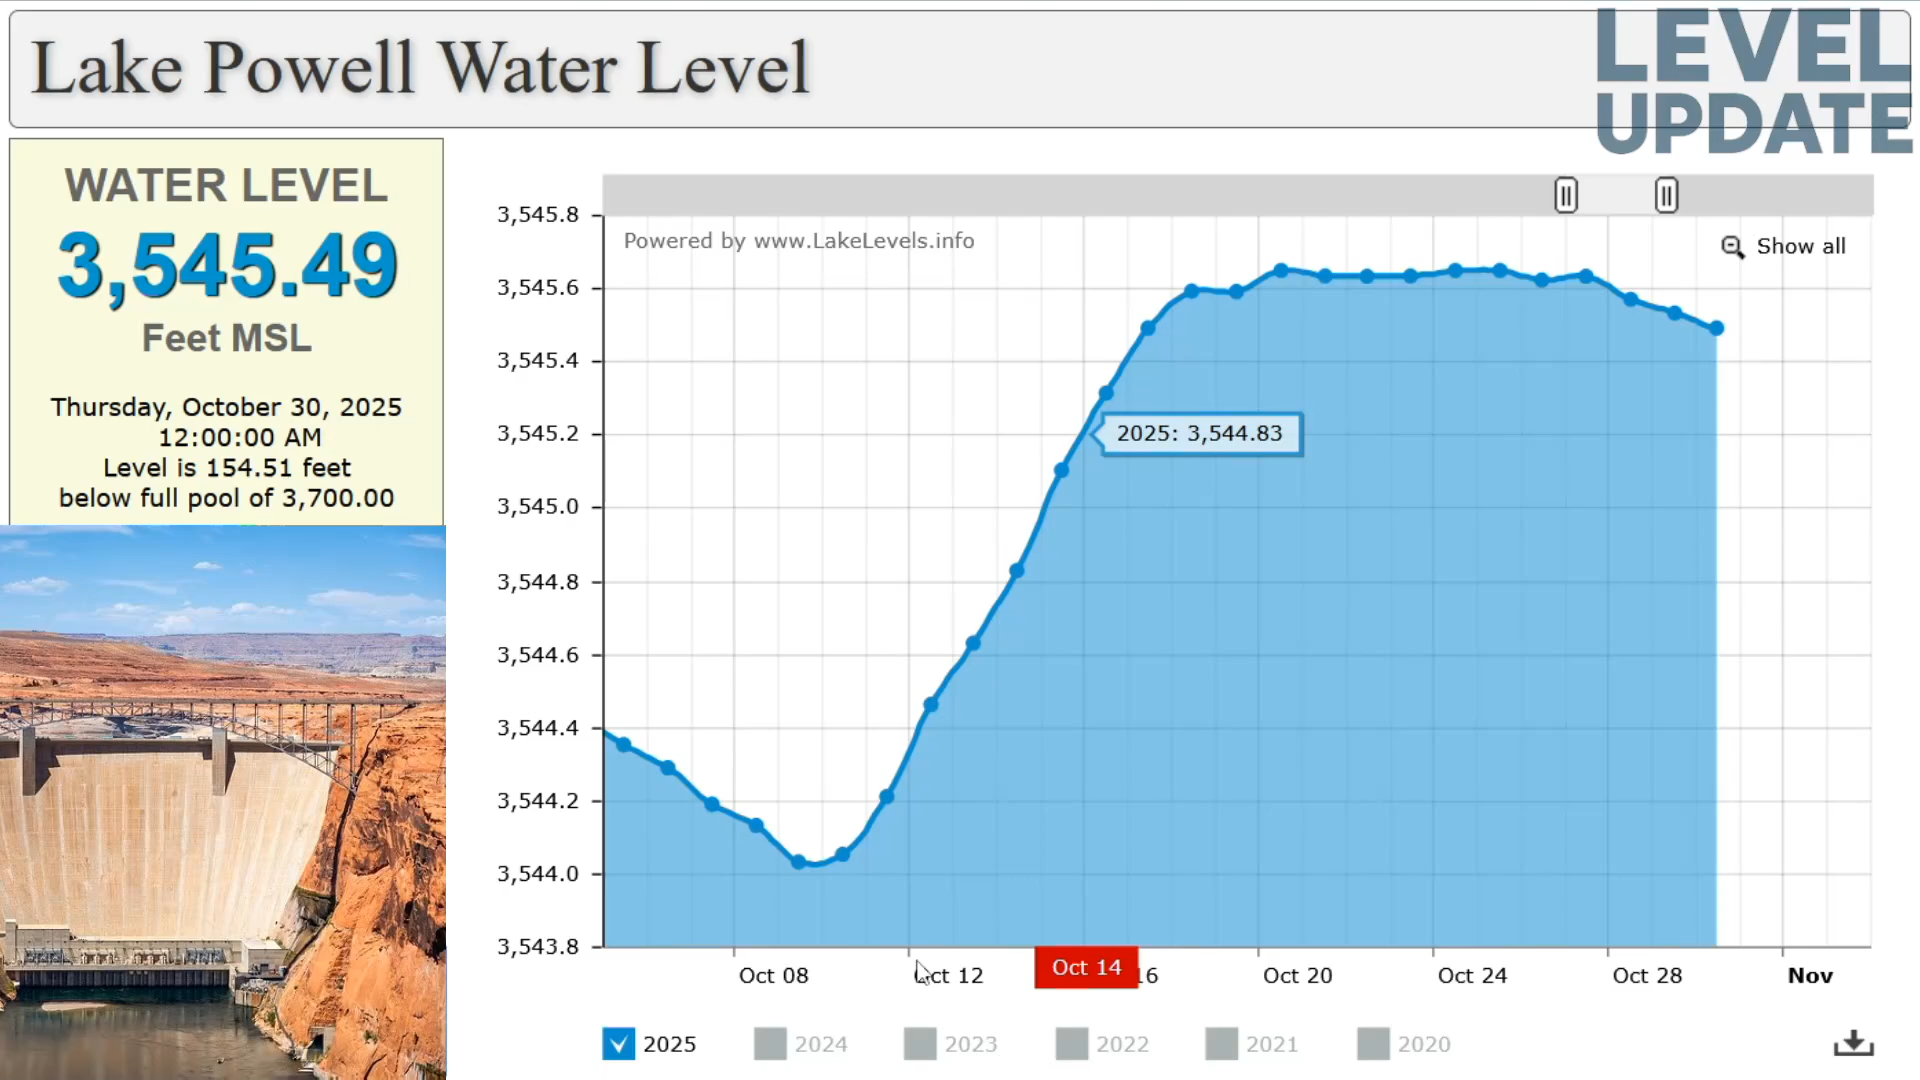 Lake Powell Water Level
LEVEL
UPDATE
WATER LEVEL
3,545.49
Feet MSL
Thursday, October 30, 2025
12:00:00 AM
Level is 154.51 feet
below full pool of 3,700.00
Powered by www.LakeLevels.info
Show all
3,545.8
3,545.6
3,545.4
3,545.2
3,545.0
3,544.8
3,544.6
3,544.4
3,544.2
3,544.0
3,543.8
2025: 3,544.83
Oct 08
Oct 12
Oct 14
16
Oct 20
Oct 24
Oct 28
Nov
2025
2024
2023
2022
2021
2020